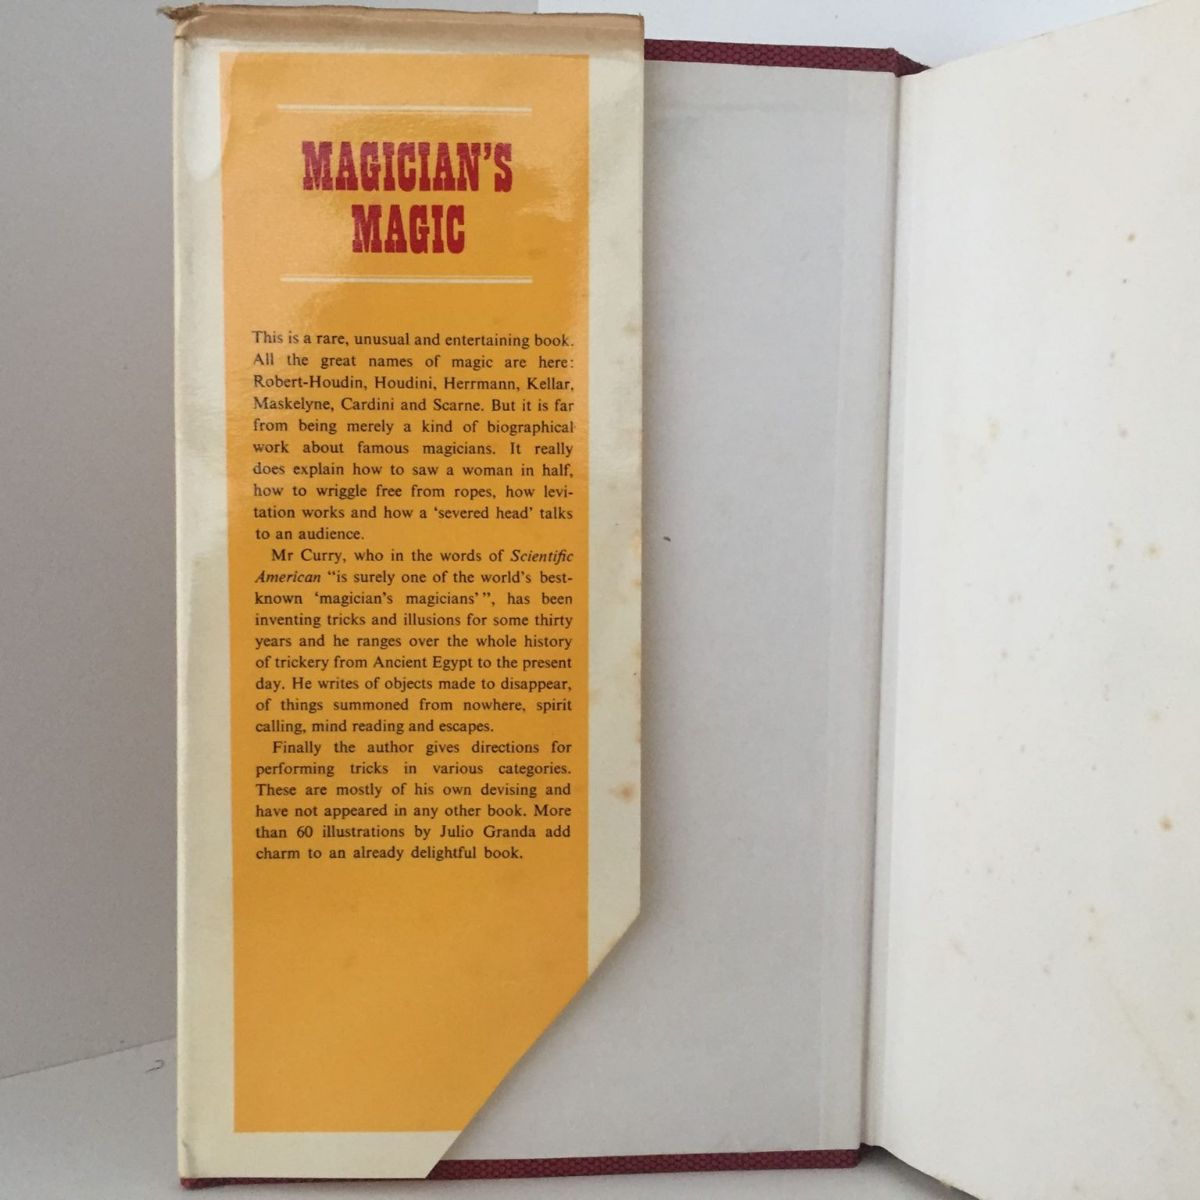 MAGICIAN'S
MAGIC
This is a rare, unusual and entertaining book.
All the great names of magic are here:
Robert-Houdin, Houdini, Herrmann, Kellar,
Maskelyne, Cardini and Scarne. But it is far
from being merely a kind of biographical
work about famous magicians. It really
does explain how to saw a woman in half,
how to wriggle free from ropes, how levi-
tation works and how a 'severed head' talks
to an audience.
Mr Curry, who in the words of Scientific
American "is surely one of the world's best-
known 'magician's magicians'", has been
inventing tricks and illusions for some thirty
years and he ranges over the whole history
of trickery from Ancient Egypt to the present
day. He writes of objects made to disappear,
of things summoned from nowhere, spirit
calling, mind reading and escapes.
Finally the author gives directions for
performing tricks in various categories.
These are mostly of his own devising and
have not appeared in any other book. More
than 60 illustrations by Julio Granda add
charm to an already delightful book.